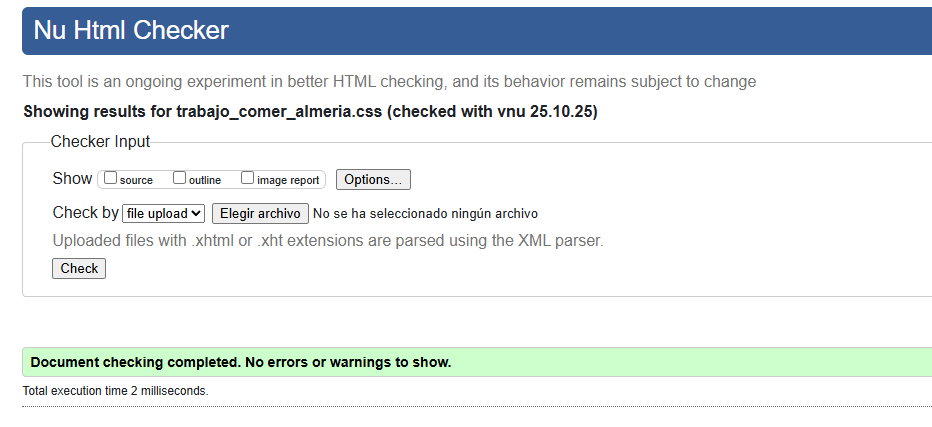 Nu Html Checker
This tool is an ongoing experiment in better HTML checking, and its behavior remains subject to change
Showing results for trabajo_comer_almeria.css (checked with vnu 25.10.25)
Checker Input
Show source outline image report Options...
Check by file upload Elegir archivo No se ha seleccionado ningún archivo
Uploaded files with .xhtml or .xht extensions are parsed using the XML parser.
Check
Document checking completed. No errors or warnings to show.
Total execution time 2 milliseconds.